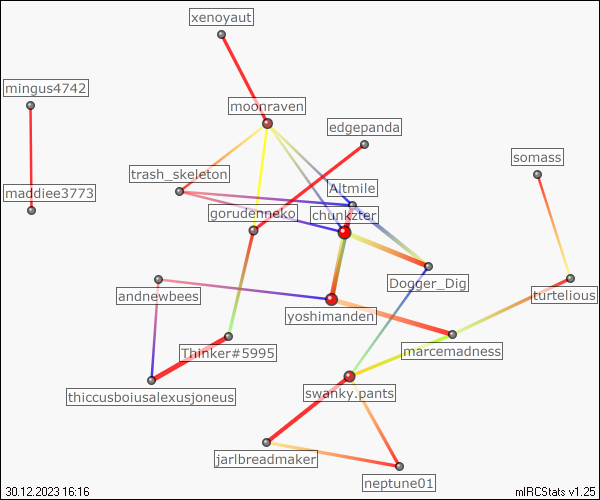 xenoyaut
mingus4742
moonraven
edgepanda
somass
trash_skeleton
Altmile
maddiee3773
gorudenneko
chunkzter
Dogger_Dig
andnewbees
turtelious
yoshimanden
Thinker#5995
marcemadness
thiccusboiusalexusjoneus
swanky.pants
jarlbreadmaker
neptune01
30.12.2023 16:16
mIRCStats v1.25